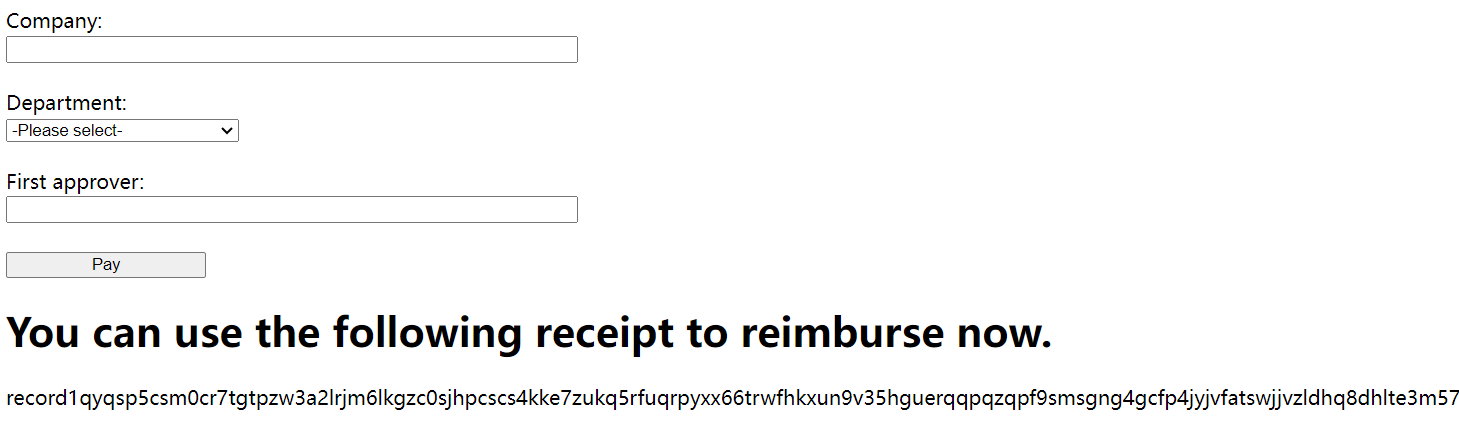 Company:
Department:
-Please select-
First approver:
Pay
You can use the following receipt to reimburse now.
record1qyqsp5csm0cr7tgtpzw3a2lrjm6lkgzc0sjhpcscs4kke7zukq5rfuqrpyxx66trwfhkxun9v35hguerqqpqzqpf9smsgng4gcfp4jyjvfatswjjvzldhq8dhlte3m57